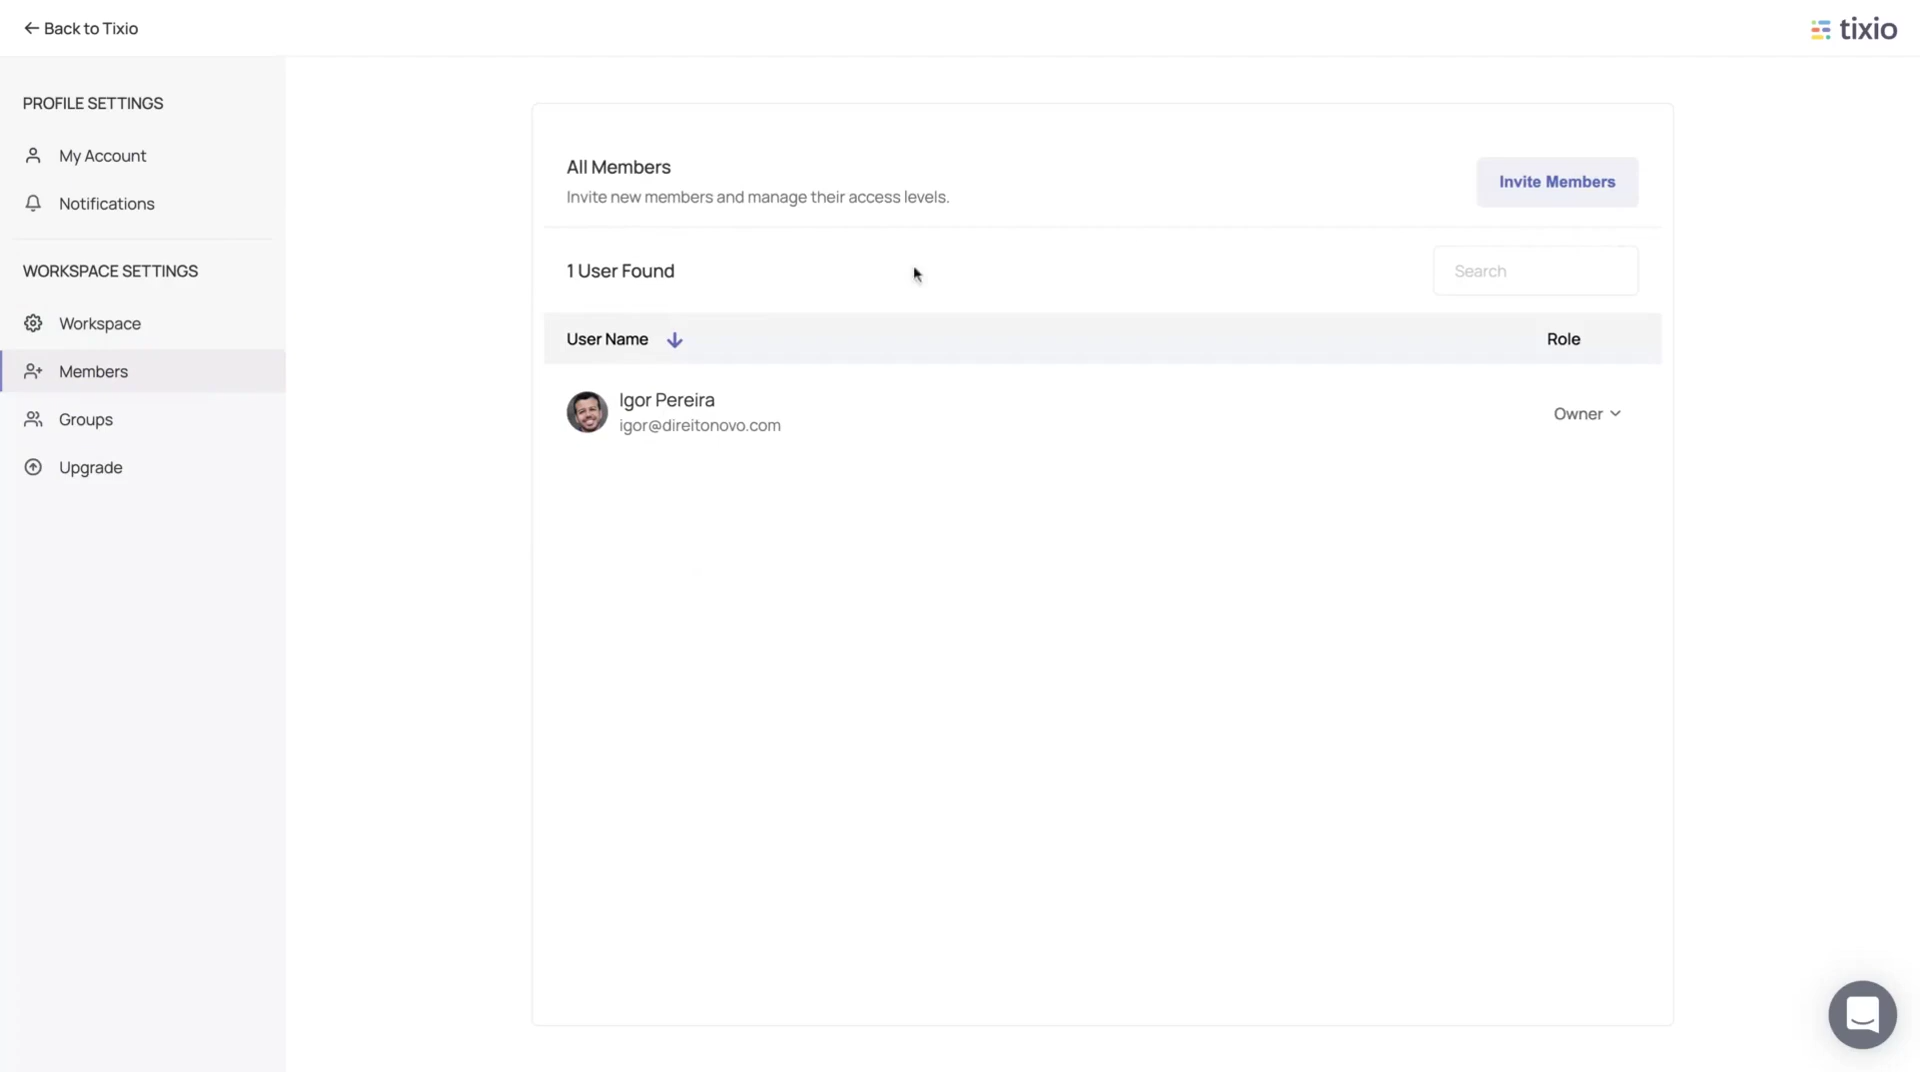 Back to Tixio
tixio
PROFILE SETTINGS
My Account
Notifications
WORKSPACE SETTINGS
Workspace
Members
Groups
Upgrade
All Members
Invite new members and manage their access levels.
Invite Members
1 User Found
Search
User Name
Role
Igor Pereira
igor@direitonovo.com
Owner